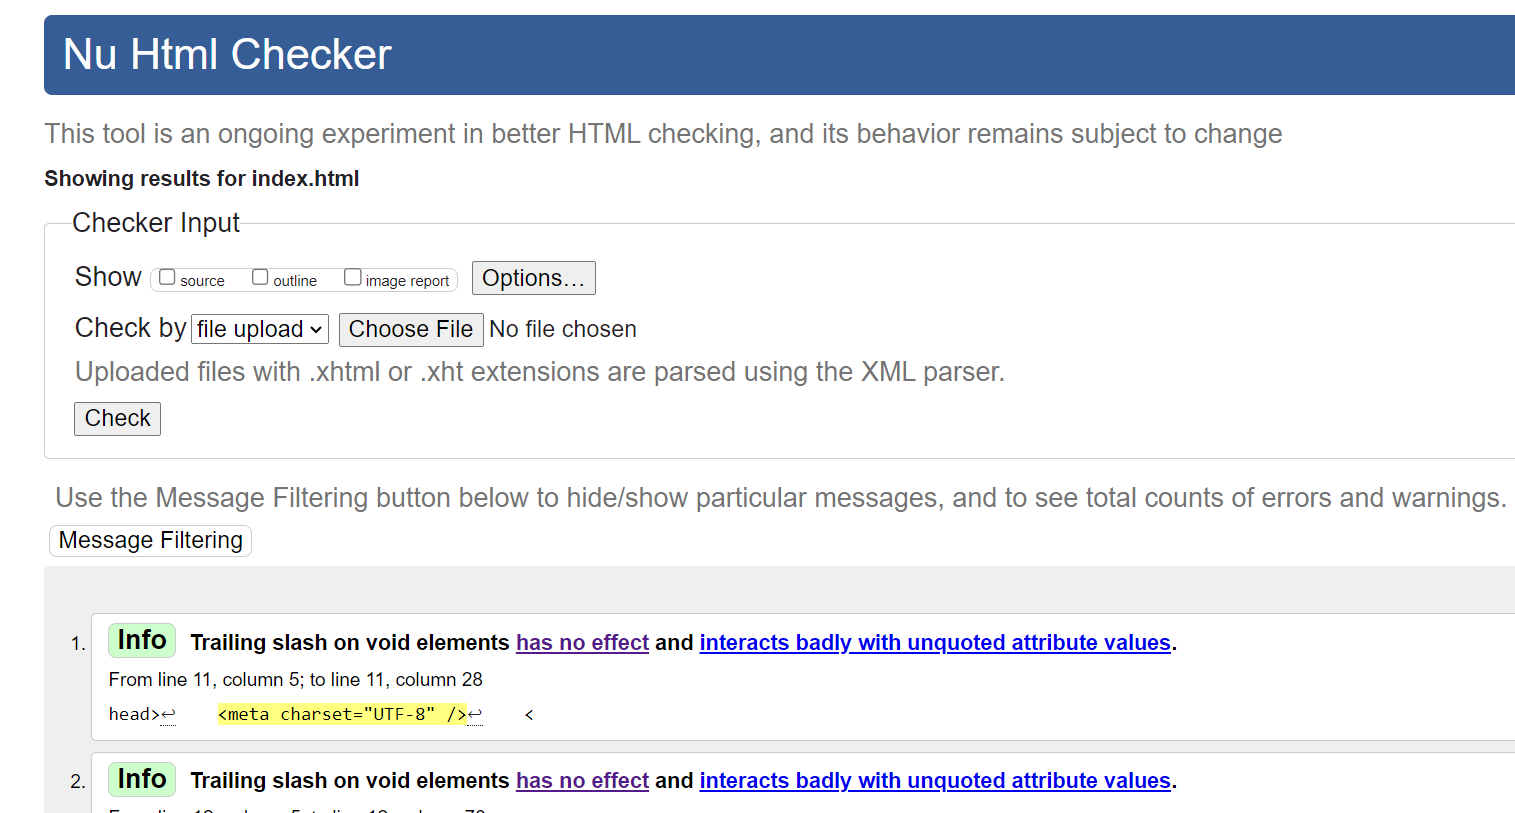 Nu Html Checker
This tool is an ongoing experiment in better HTML checking, and its behavior remains subject to change
Showing results for index.html
Checker Input
Show source outline image report Options…
Check by file upload Choose File No file chosen
Uploaded files with .xhtml or .xht extensions are parsed using the XML parser.
Check
Use the Message Filtering button below to hide/show particular messages, and to see total counts of errors and warnings.
Message Filtering
1. Info Trailing slash on void elements has no effect and interacts badly with unquoted attribute values.
From line 11, column 5; to line 11, column 28
head>↩ <meta charset="UTF-8" />↩ <
2. Info Trailing slash on void elements has no effect and interacts badly with unquoted attribute values.